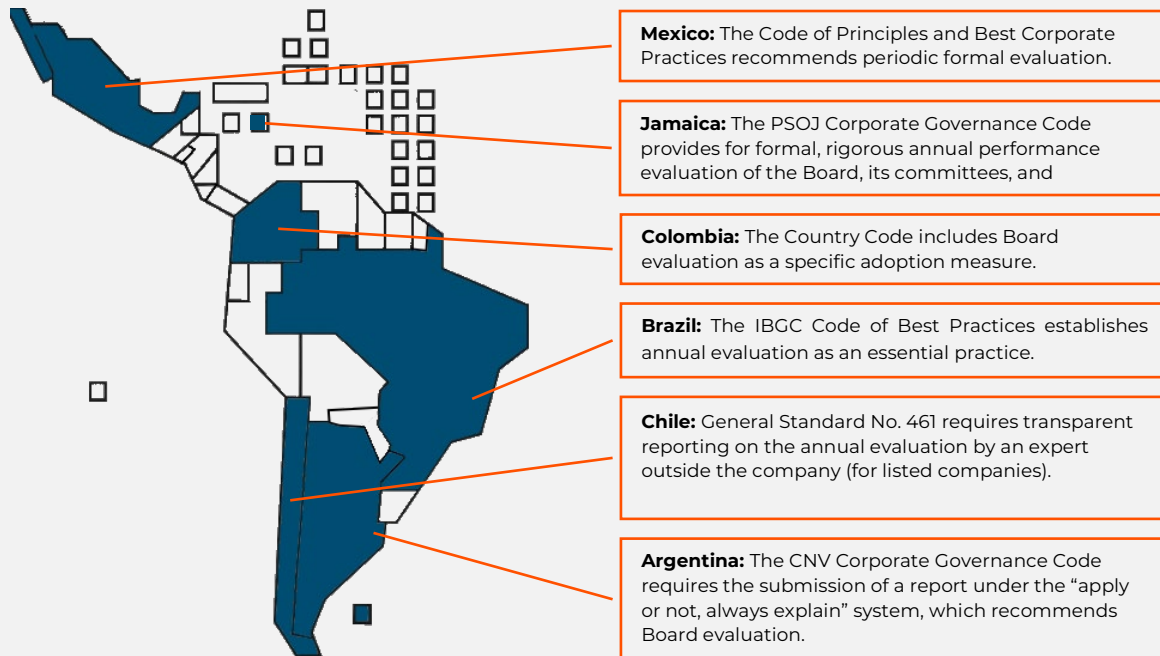 Mexico: The Code of Principles and Best Corporate
Practices recommends periodic formal evaluation.
Jamaica: The PSOJ Corporate Governance Code
provides for formal, rigorous annual performance
evaluation of the Board, its committees, and
Colombia: The Country Code includes Board
evaluation as a specific adoption measure.
Brazil: The IBGC Code of Best Practices establishes
annual evaluation as an essential practice.
Chile: General Standard No. 461 requires transparent
reporting on the annual evaluation by an expert
outside the company (for listed companies).
Argentina: The CNV Corporate Governance Code
requires the submission of a report under the “apply
or not, always explain” system, which recommends
Board evaluation.